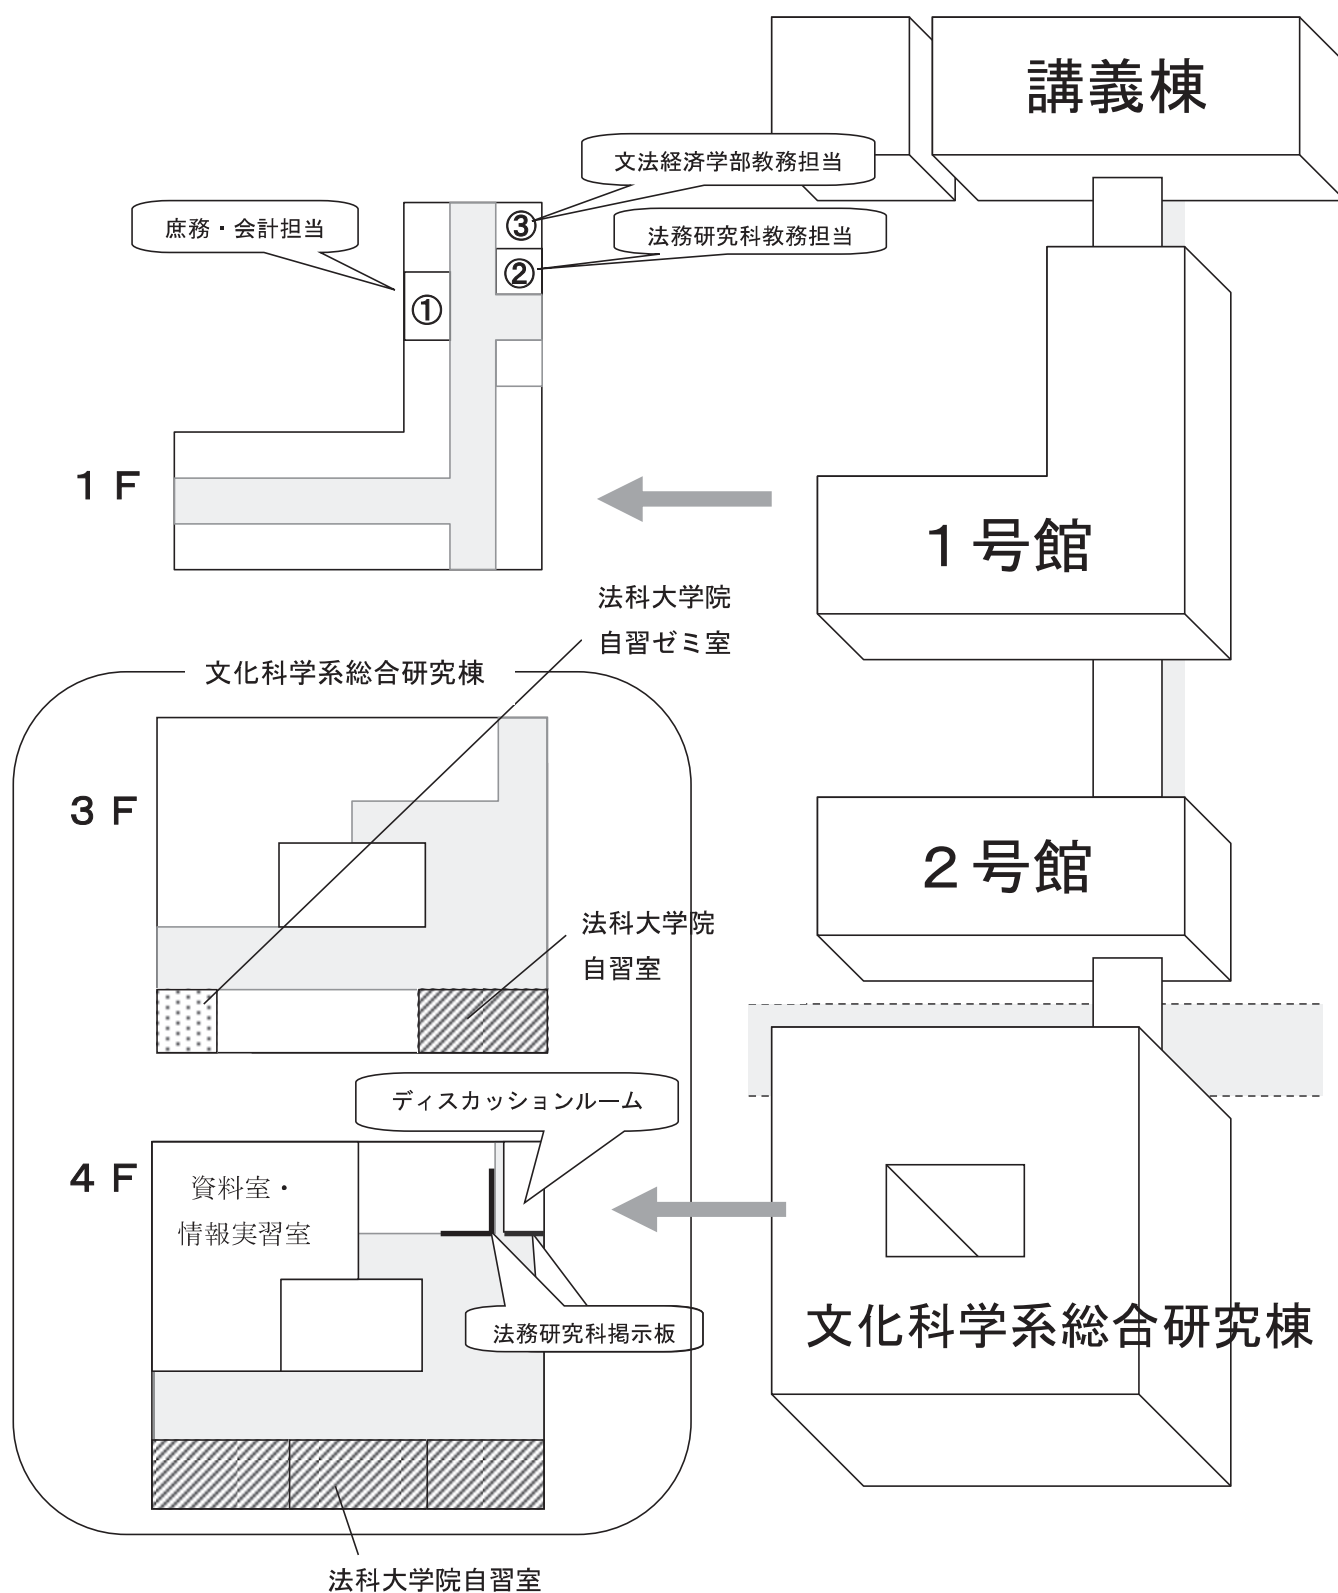 講義棟
文法経済学部教務担当
庶務・会計担当
③
法務研究科教務担当
②
①
1F
1号館
法科大学院
自習ゼミ室
文化科学系総合研究棟
3F
2号館
法科大学院
自習室
ディスカッションルーム
4F
資料室・
情報実習室
法務研究科掲示板
文化科学系総合研究棟
法科大学院自習室